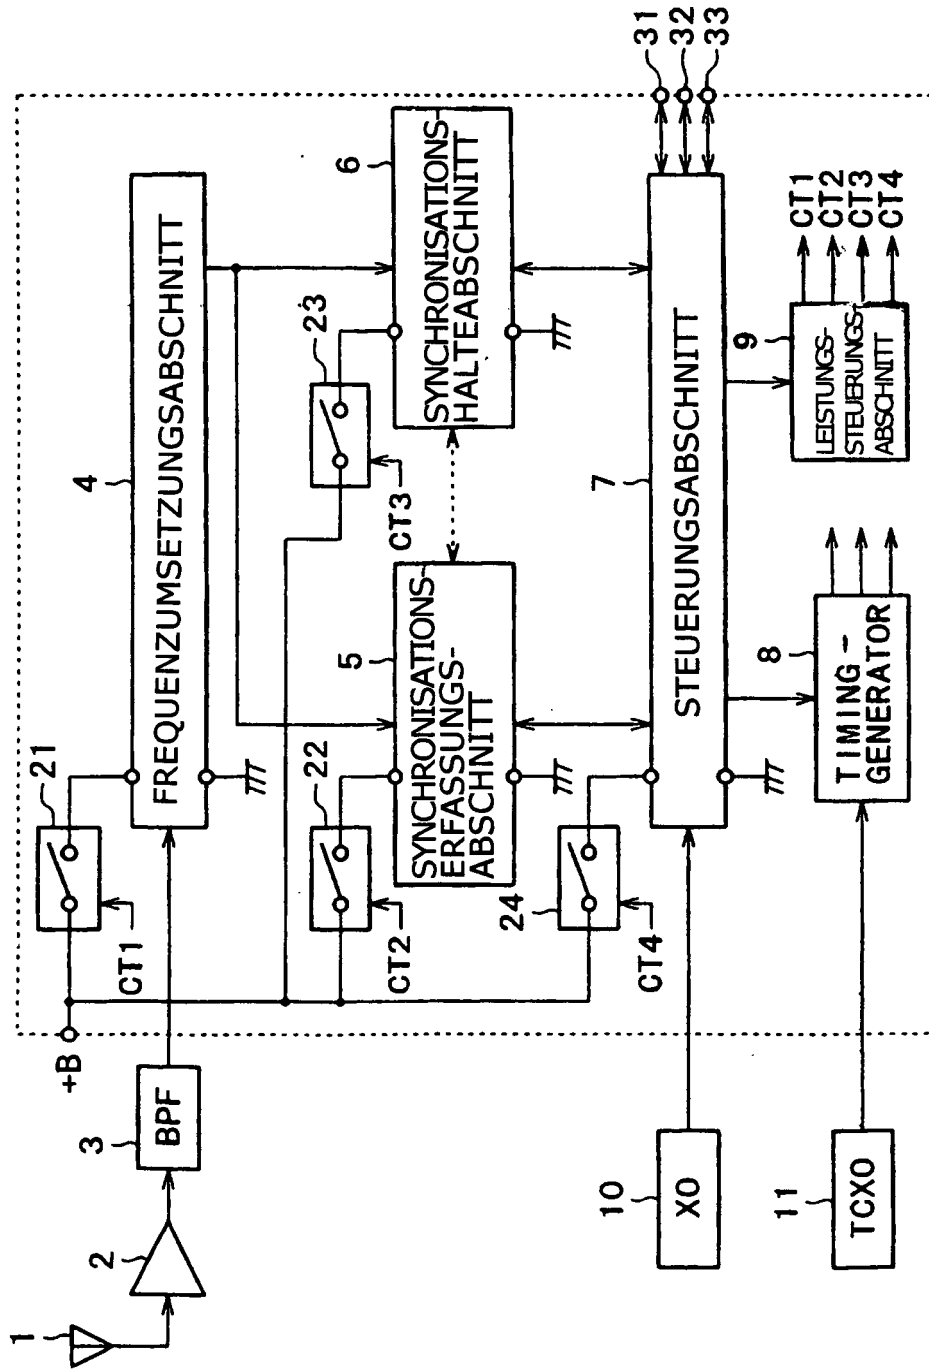 1
2
3
BPF
+B
21
CT1
4
FREQUENZUMSETZUNGSABSCHNITT
22
CT2
5
SYNCHRONISATIONS-
ERFASSUNGS-
ABSCHNITT
23
CT3
6
SYNCHRONISATIONS-
HALTEABSCHNITT
24
CT4
7
STEUERUNGSABSCHNITT
31
32
33
10
XO
8
TIMING-
GENERATOR
9
LEISTUNGS-
STEUERUNGS-
ABSCHNITT
CT1
CT2
CT3
CT4
11
TCXO